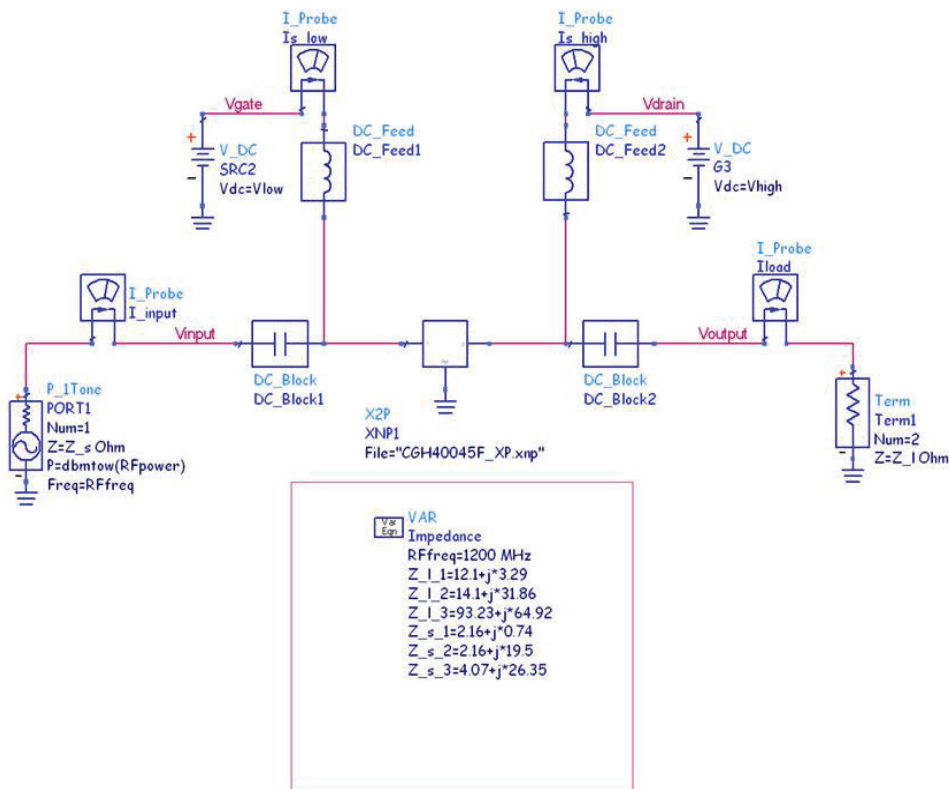 I_Probe
Is_low
I_Probe
Is_high
Vgate
Vdrain
+
V_DC
SRC2
Vdc=Vlow
-
DC_Feed
DC_Feed1
DC_Feed
DC_Feed2
+
V_DC
G3
Vdc=Vhigh
-
I_Probe
I_input
Vinput
I_Probe
Iload
Voutput
DC_Block
DC_Block1
DC_Block
DC_Block2
+
P_1Tone
PORT1
Num=1
Z=Z_s Ohm
P=dbmtow(RFpower)
Freq=RFfreq
-
1
2
X2P
XNP1
File="CGH40045F_XP.xnp"
+
Term
Term1
Num=2
Z=Z_l Ohm
-
Var
Eqn
VAR
Impedance
RFfreq=1200 MHz
Z_l_1=12.1+j*3.29
Z_l_2=14.1+j*31.86
Z_l_3=93.23+j*64.92
Z_s_1=2.16+j*0.74
Z_s_2=2.16+j*19.5
Z_s_3=4.07+j*26.35